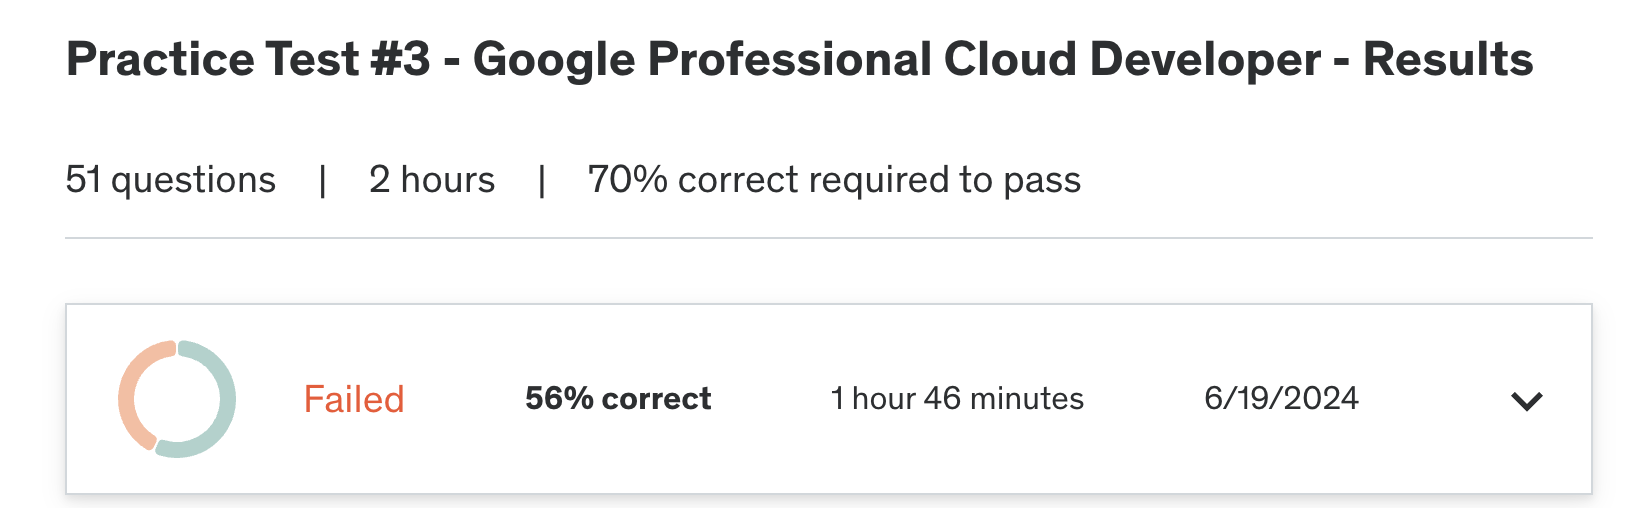 Practice Test #3 - Google Professional Cloud Developer - Results
51 questions | 2 hours | 70% correct required to pass
Failed 56% correct 1 hour 46 minutes 6/19/2024